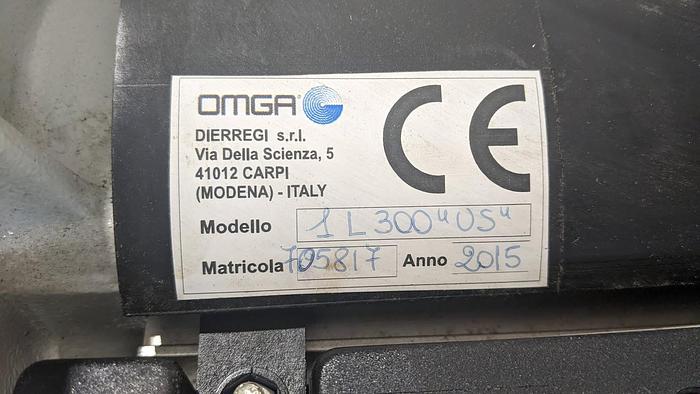 OMGA
CE
DIERREGI s.r.l.
Via Della Scienza, 5
41012 CARPI
(MODENA) - ITALY
Modello 1 L 300 "US"
Matricola 705817 Anno 2015